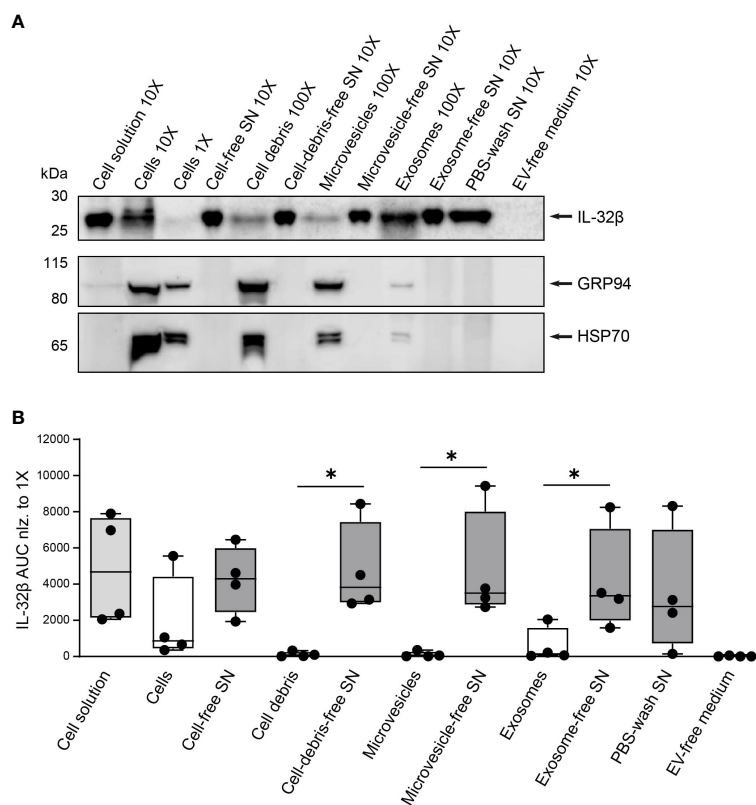 A
Cell solution 10X
Cells 10X
Cells 1X
Cell-free SN 10X
Cell debris 100X
Cell-debris-free SN 10X
Microvesicles 100X
Microvesicle-free SN 10X
Exosomes 100X
Exosome-free SN 10X
PBS-wash SN 10X
EV-free medium 10X
kDa
30
25
IL-32β
115
80
GRP94
65
HSP70
B
IL-32β AUC nlz. to 1X
12000
10000
8000
6000
4000
2000
0
*
*
*
Cell solution
Cells
Cell-free SN
Cell debris
Cell-debris-free SN
Microvesicles
Microvesicle-free SN
Exosomes
Exosome-free SN
PBS-wash SN
EV-free medium